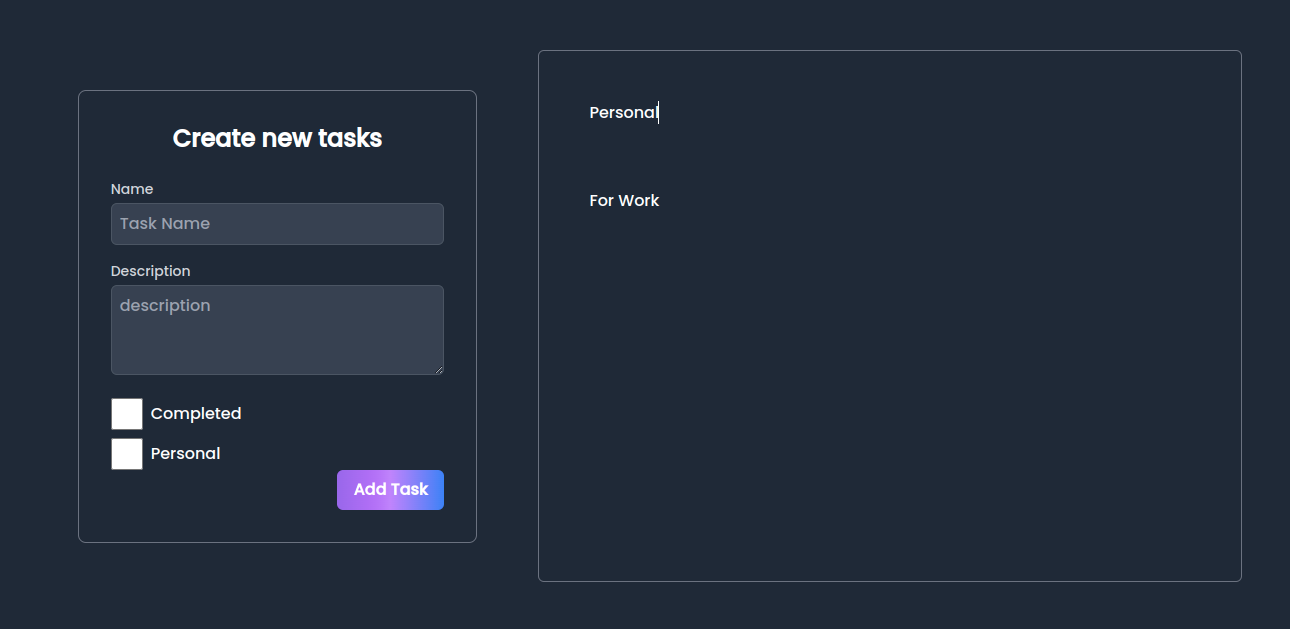 Create new tasks
Name
Task Name
Description
description
Completed
Personal
Add Task
Personal
For Work